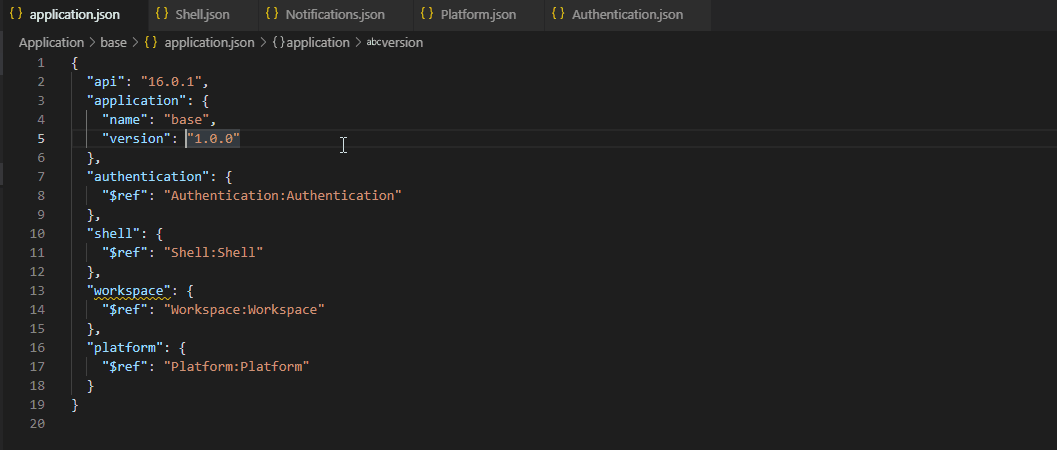 {} application.json {} Shell.json {} Notifications.json {} Platform.json {} Authentication.json
Application > base > {} application.json > {} application > abc version
1 {
2 "api": "16.0.1",
3 "application": {
4 "name": "base",
5 "version": "1.0.0"
6 },
7 "authentication": {
8 "$ref": "Authentication:Authentication"
9 },
10 "shell": {
11 "$ref": "Shell:Shell"
12 },
13 "workspace": {
14 "$ref": "Workspace:Workspace"
15 },
16 "platform": {
17 "$ref": "Platform:Platform"
18 }
19 }
20